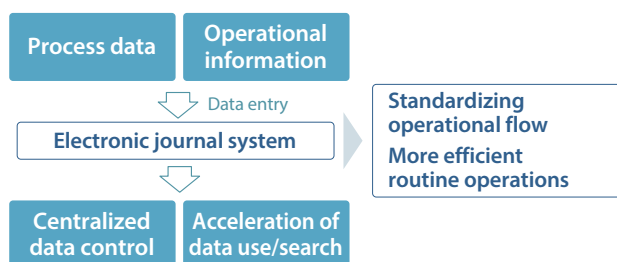 Process data
Operational
information
Data entry
Electronic journal system
Standardizing
operational flow
More efficient
routine operations
Centralized
data control
Acceleration of
data use/search